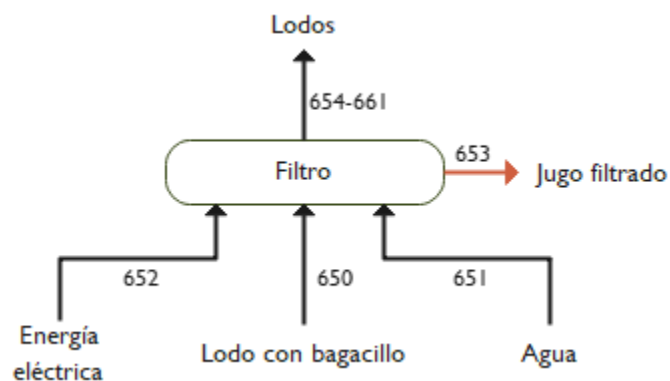 Lodos
654-661
653
Filtro
Jugo filtrado
652
650
651
Energía
eléctrica
Lodo con bagacillo
Agua